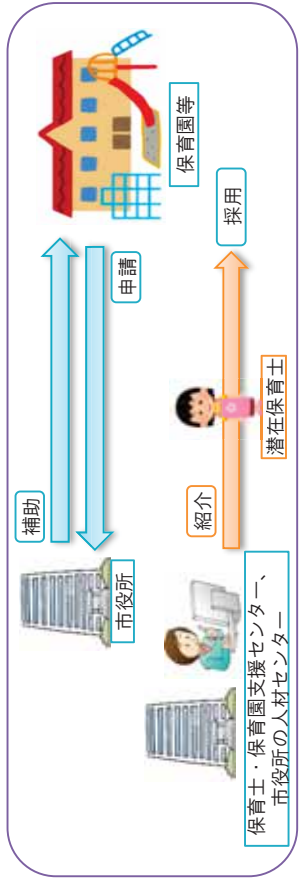 補助
申請
市役所
保育園等
紹介
採用
潜在保育士
保育士・保育園支援センター、
市役所の人材センター